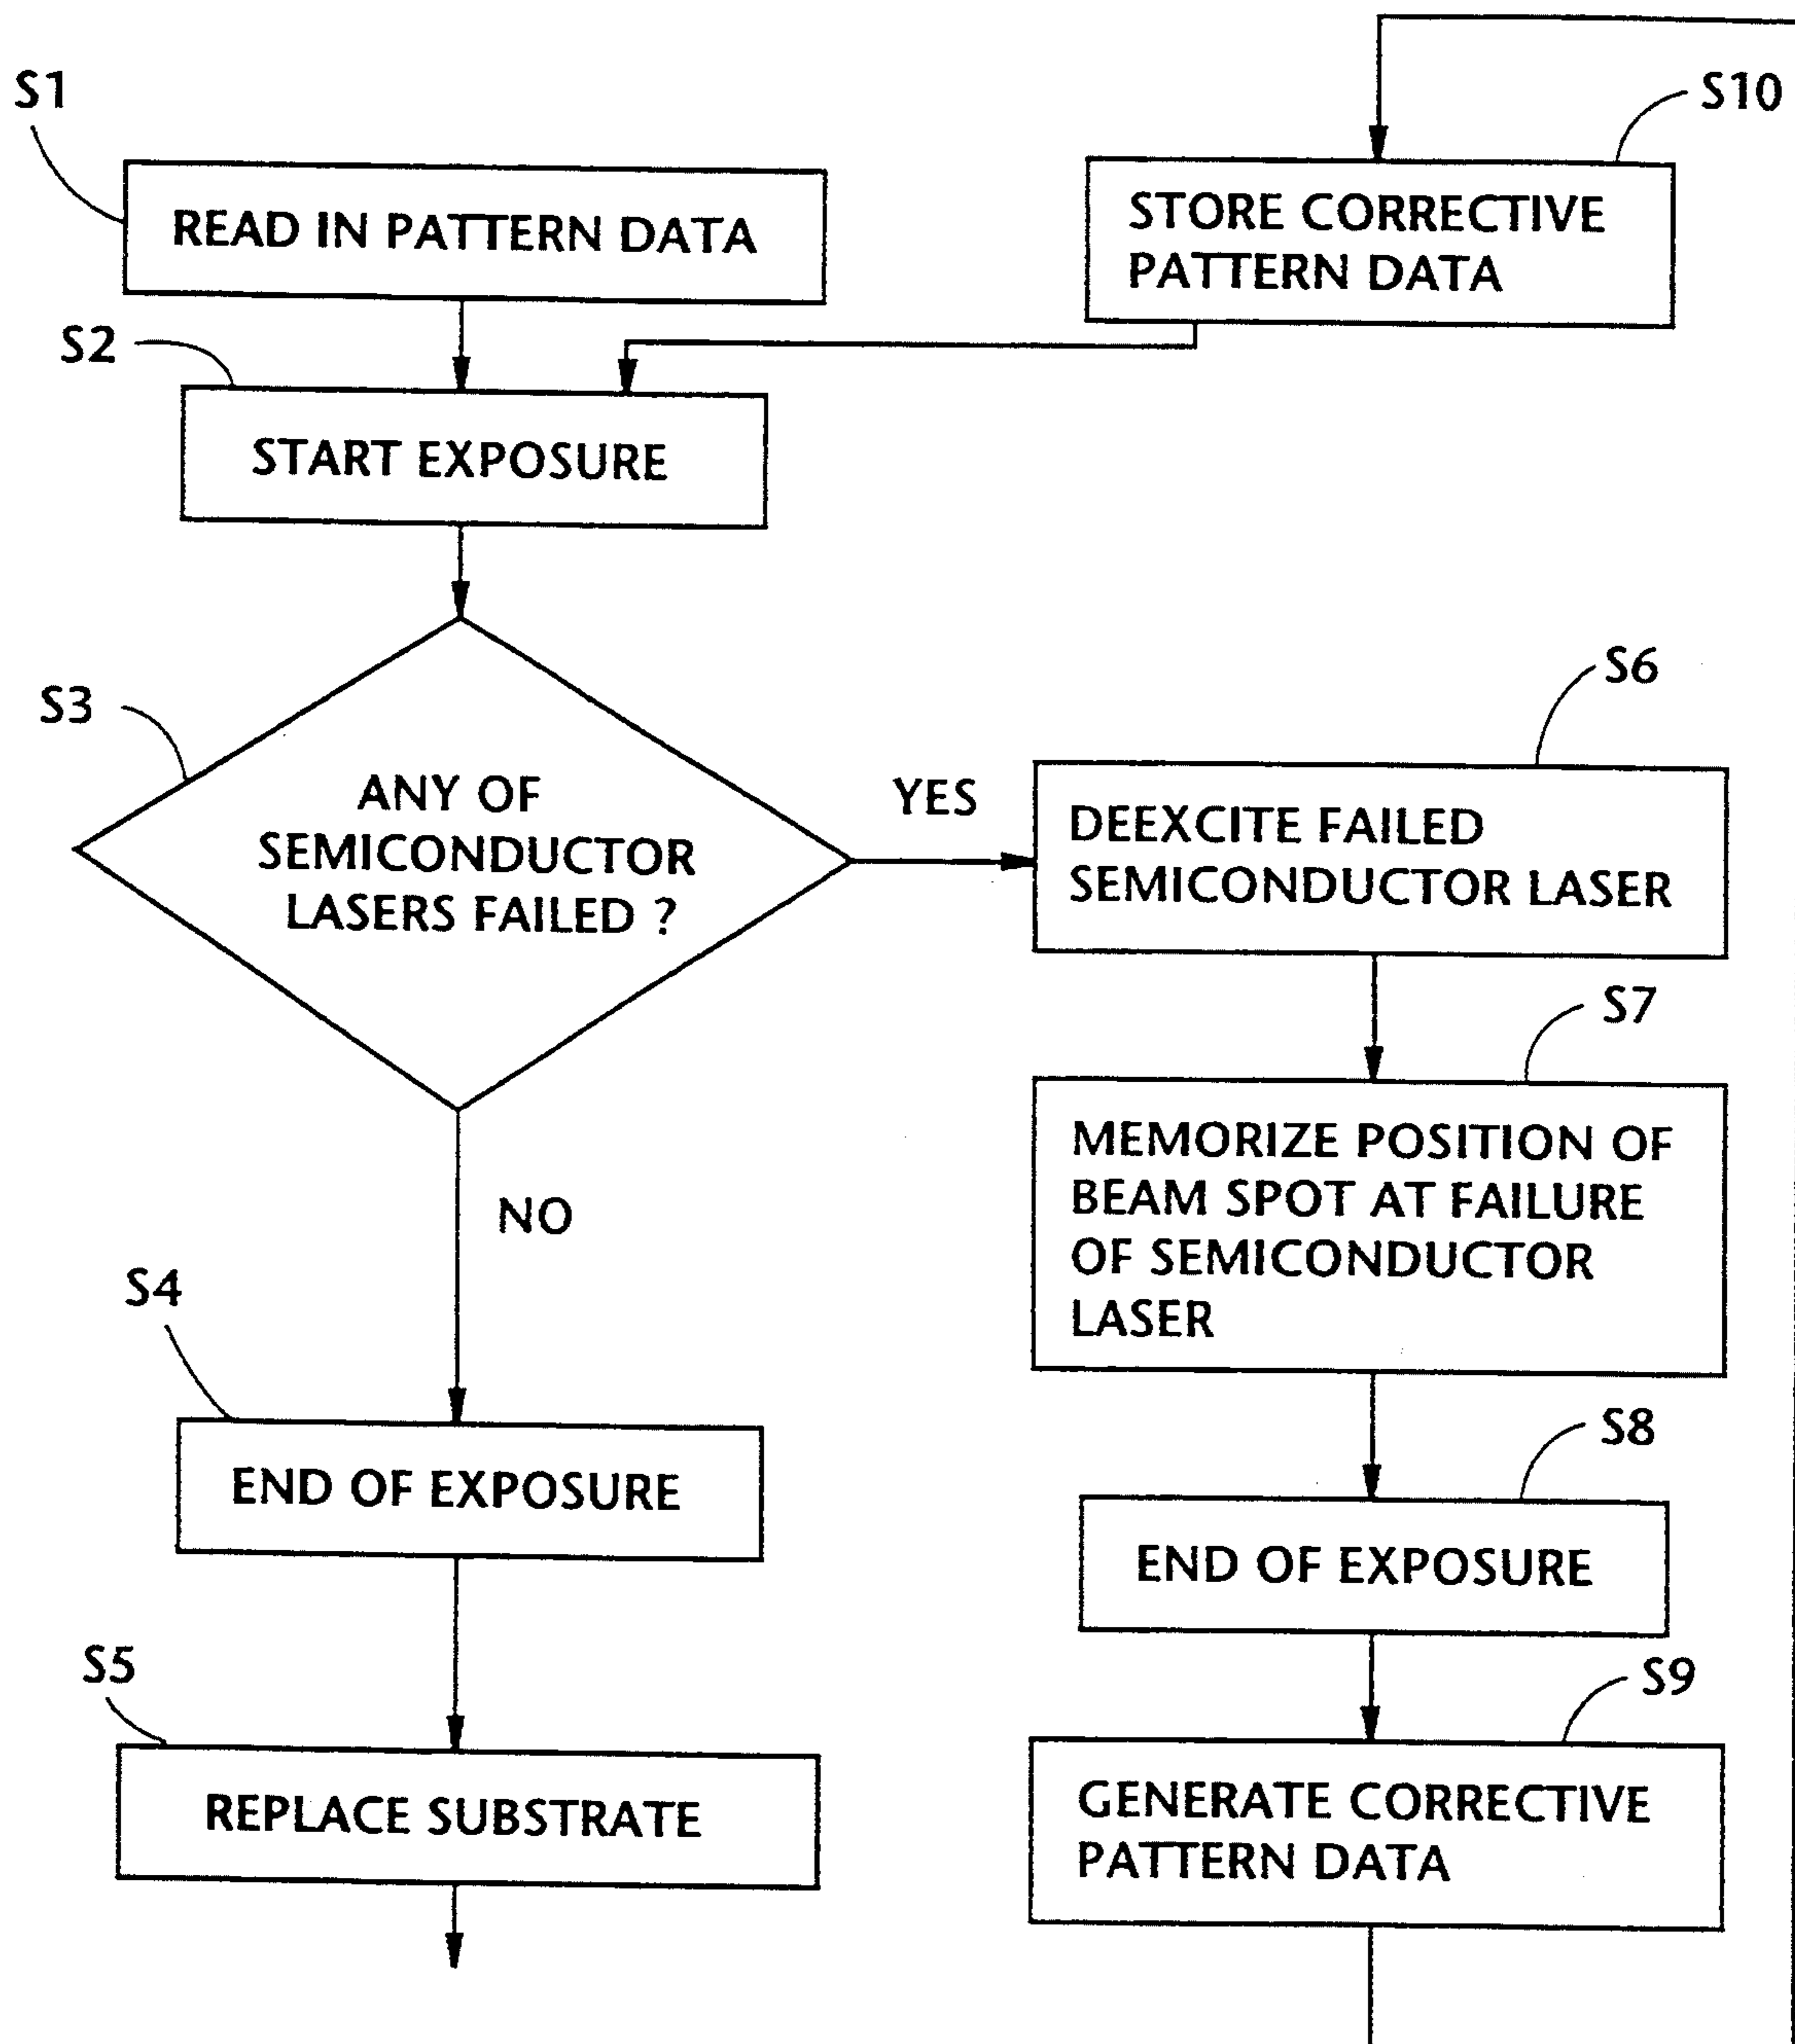 S1
READ IN PATTERN DATA
S2
START EXPOSURE
S3
ANY OF
SEMICONDUCTOR
LASERS FAILED ?
YES
NO
S4
END OF EXPOSURE
S5
REPLACE SUBSTRATE
S10
STORE CORRECTIVE
PATTERN DATA
S6
DEEXCITE FAILED
SEMICONDUCTOR LASER
S7
MEMORIZE POSITION OF
BEAM SPOT AT FAILURE
OF SEMICONDUCTOR
LASER
S8
END OF EXPOSURE
S9
GENERATE CORRECTIVE
PATTERN DATA